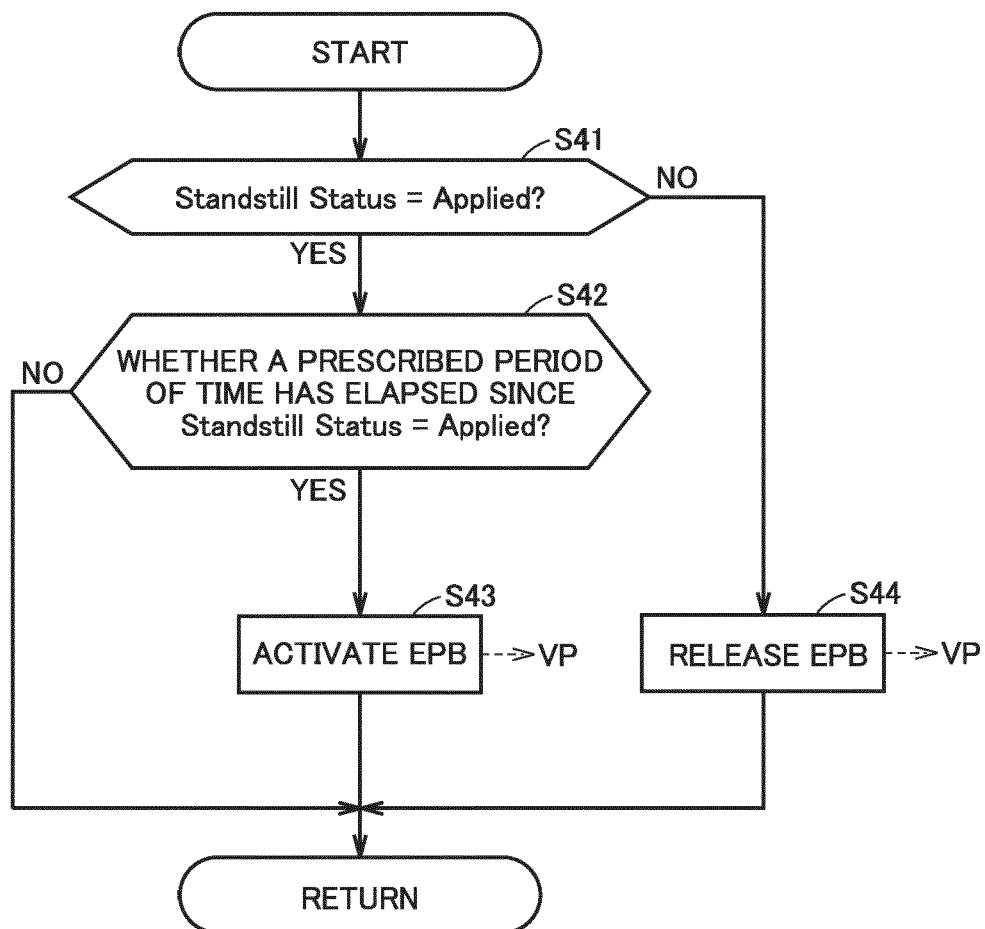 START
S41
Standstill Status = Applied?
NO
YES
S42
WHETHER A PRESCRIBED PERIOD
OF TIME HAS ELAPSED SINCE
Standstill Status = Applied?
NO
YES
S43
ACTIVATE EPB
VP
S44
RELEASE EPB
VP
RETURN